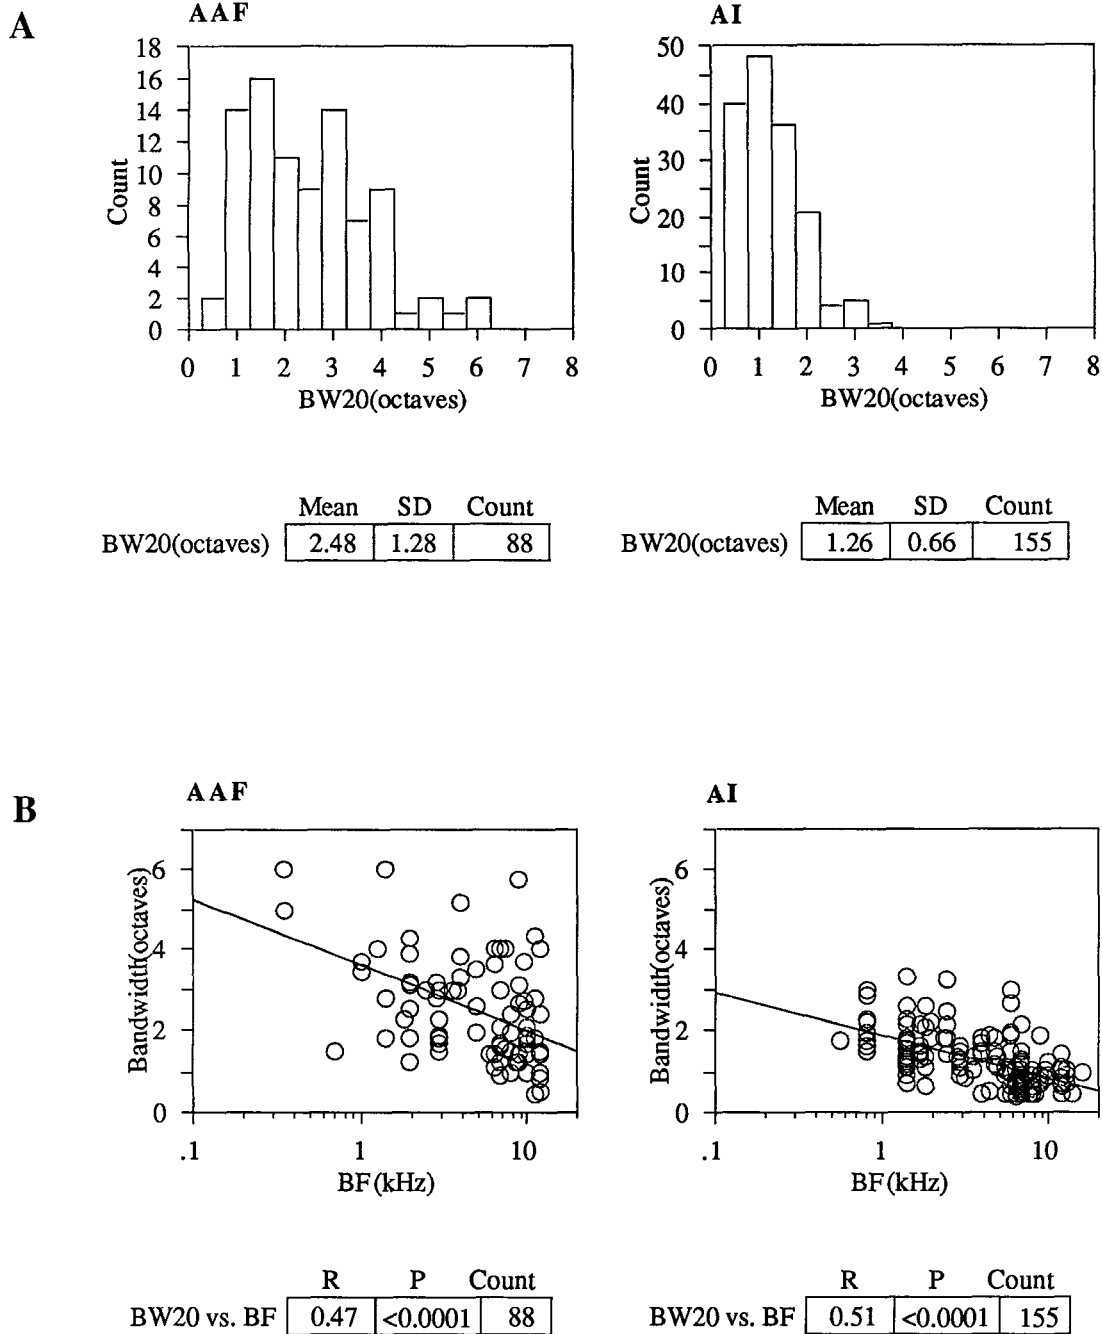 A
AAF
AI
18
16
14
12
10
8
6
4
2
0
Count
0 1 2 3 4 5 6 7 8
BW20(octaves)
50
40
30
20
10
0
Count
0 1 2 3 4 5 6 7 8
BW20(octaves)
Mean SD Count
BW20(octaves) 2.48 1.28 88
Mean SD Count
BW20(octaves) 1.26 0.66 155
B
AAF
AI
6
4
2
0
Bandwidth(octaves)
.1 1 10
BF(kHz)
6
4
2
0
Bandwidth(octaves)
.1 1 10
BF(kHz)
R P Count
BW20 vs. BF 0.47 <0.0001 88
R P Count
BW20 vs. BF 0.51 <0.0001 155